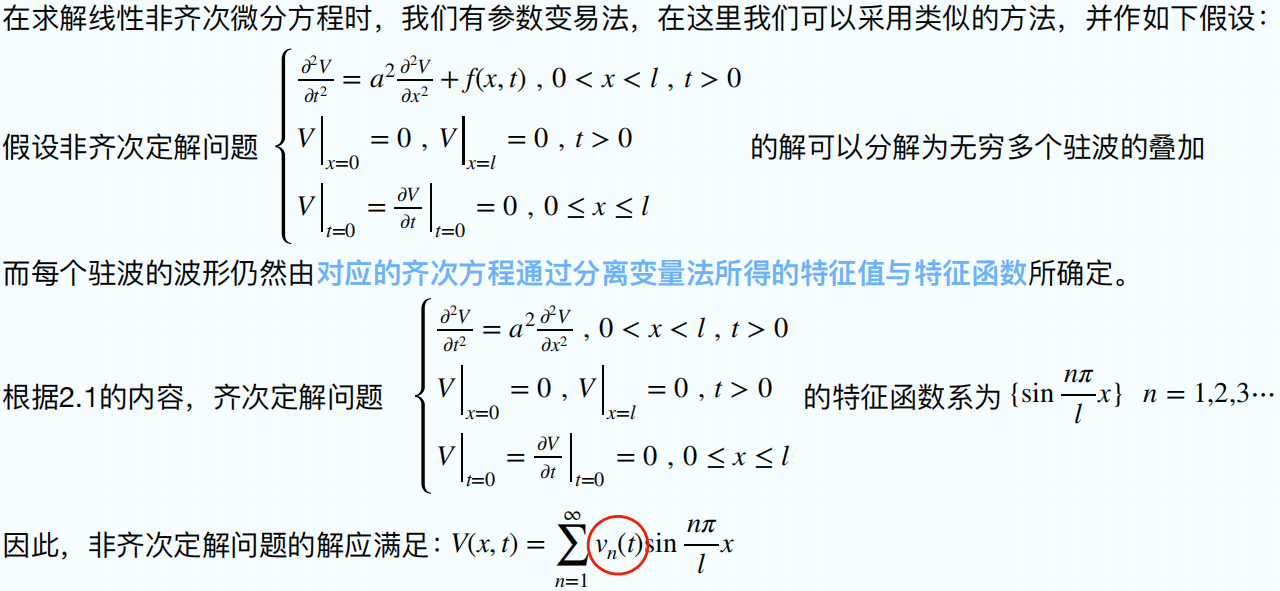 在求解线性非齐次微分方程时，我们有参数变易法，在这里我们可以采用类似的方法，并作如下假设：
假设非齐次定解问题 { ∂²V/∂t² = a² ∂²V/∂x² + f(x, t) , 0 < x < l , t > 0
V|x=0 = 0 , V|x=l = 0 , t > 0 的解可以分解为无穷多个驻波的叠加
V|t=0 = ∂V/∂t|t=0 = 0 , 0 ≤ x ≤ l
而每个驻波的波形仍然由对应的齐次方程通过分离变量法所得的特征值与特征函数所确定。
根据2.1的内容，齐次定解问题 { ∂²V/∂t² = a² ∂²V/∂x² , 0 < x < l , t > 0
V|x=0 = 0 , V|x=l = 0 , t > 0 的特征函数系为 {sin nπ/l x} n = 1,2,3⋯
V|t=0 = ∂V/∂t|t=0 = 0 , 0 ≤ x ≤ l
因此，非齐次定解问题的解应满足：V(x, t) = ∑_{n=1}^{∞} vₙ(t)sin nπ/l x